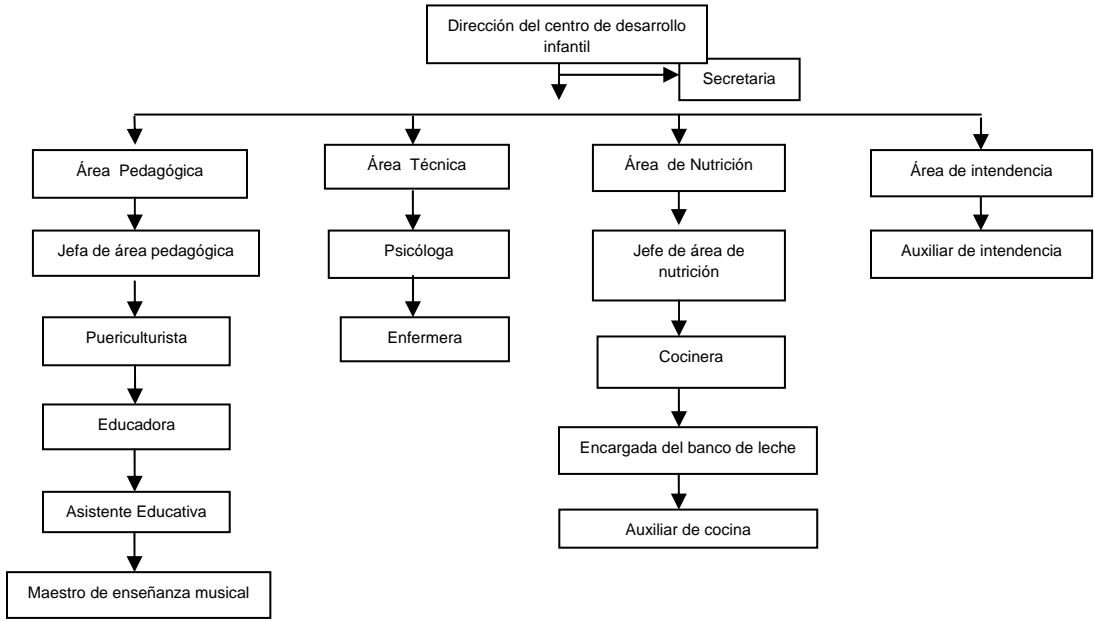 Dirección del centro de desarrollo
infantil
Secretaria
Área Pedagógica
Área Técnica
Área de Nutrición
Área de intendencia
Jefa de área pedagógica
Psicóloga
Jefe de área de
nutrición
Auxiliar de intendencia
Puericulturista
Enfermera
Cocinera
Educadora
Encargada del banco de leche
Asistente Educativa
Auxiliar de cocina
Maestro de enseñanza musical